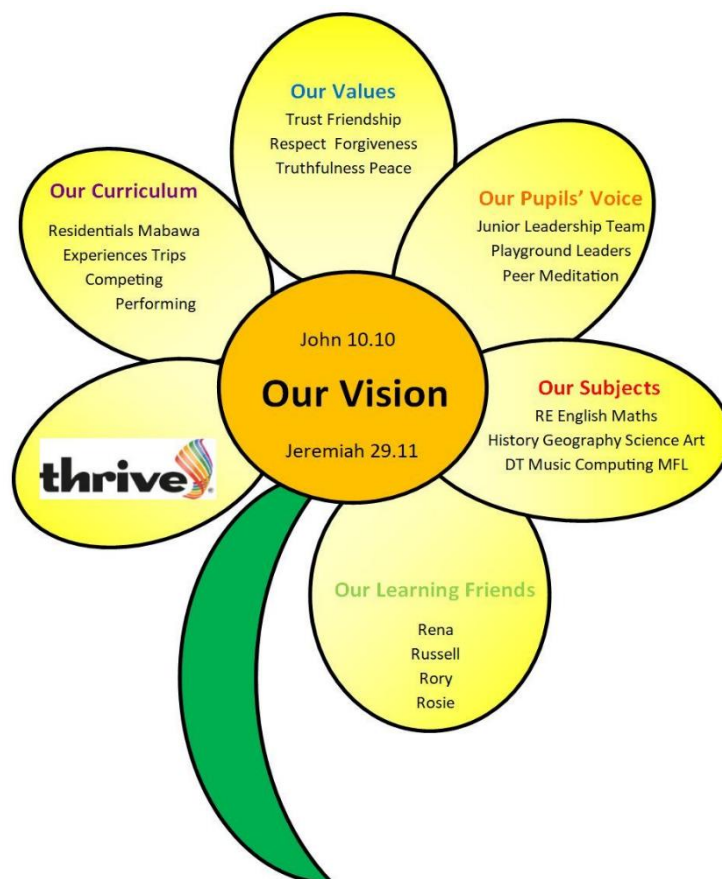 Our Values
Trust Friendship
Respect Forgiveness
Truthfulness Peace
Our Pupils' Voice
Junior Leadership Team
Playground Leaders
Peer Meditation
Our Curriculum
Residentials Mabawa
Experiences Trips
Competing
Performing
John 10.10
Our Vision
Jeremiah 29.11
Our Subjects
RE English Maths
History Geography Science Art
DT Music Computing MFL
thrive
Our Learning Friends
Rena
Russell
Rory
Rosie